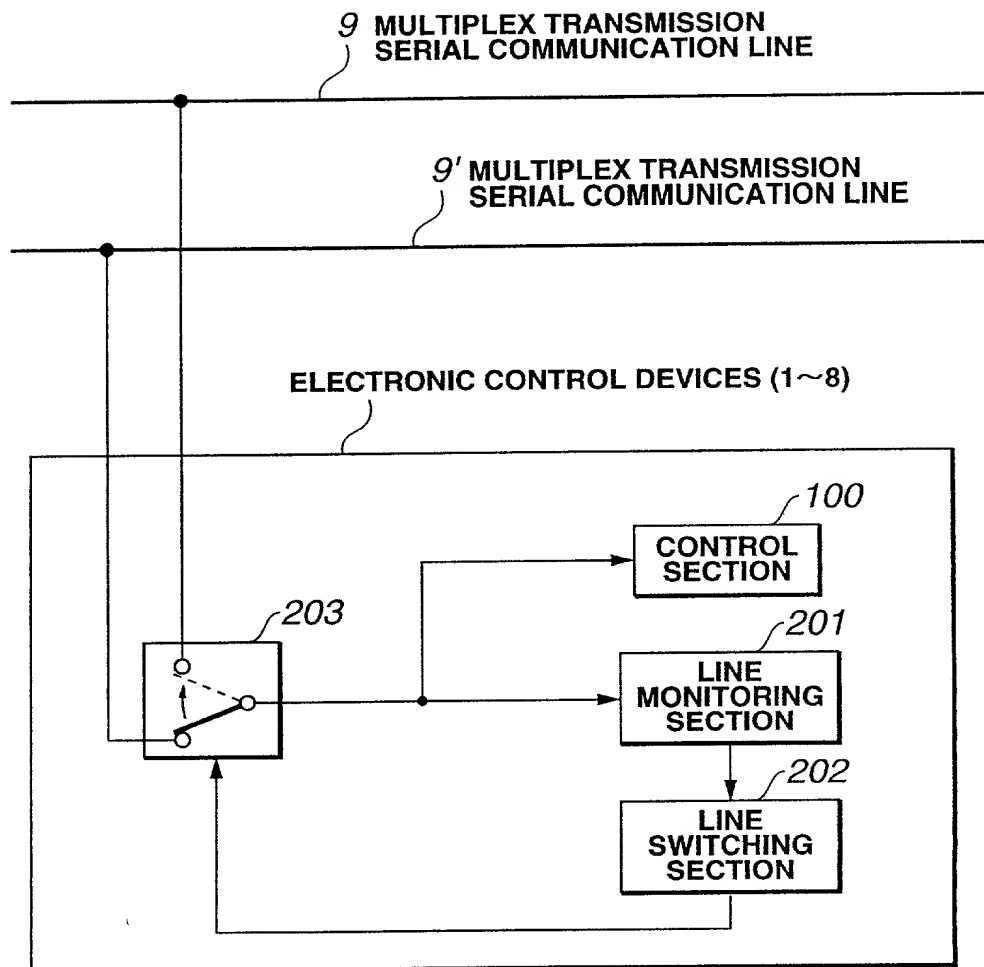 9 MULTIPLEX TRANSMISSION
SERIAL COMMUNICATION LINE
9' MULTIPLEX TRANSMISSION
SERIAL COMMUNICATION LINE
ELECTRONIC CONTROL DEVICES (1~8)
100
CONTROL
SECTION
203
201
LINE
MONITORING
SECTION
202
LINE
SWITCHING
SECTION